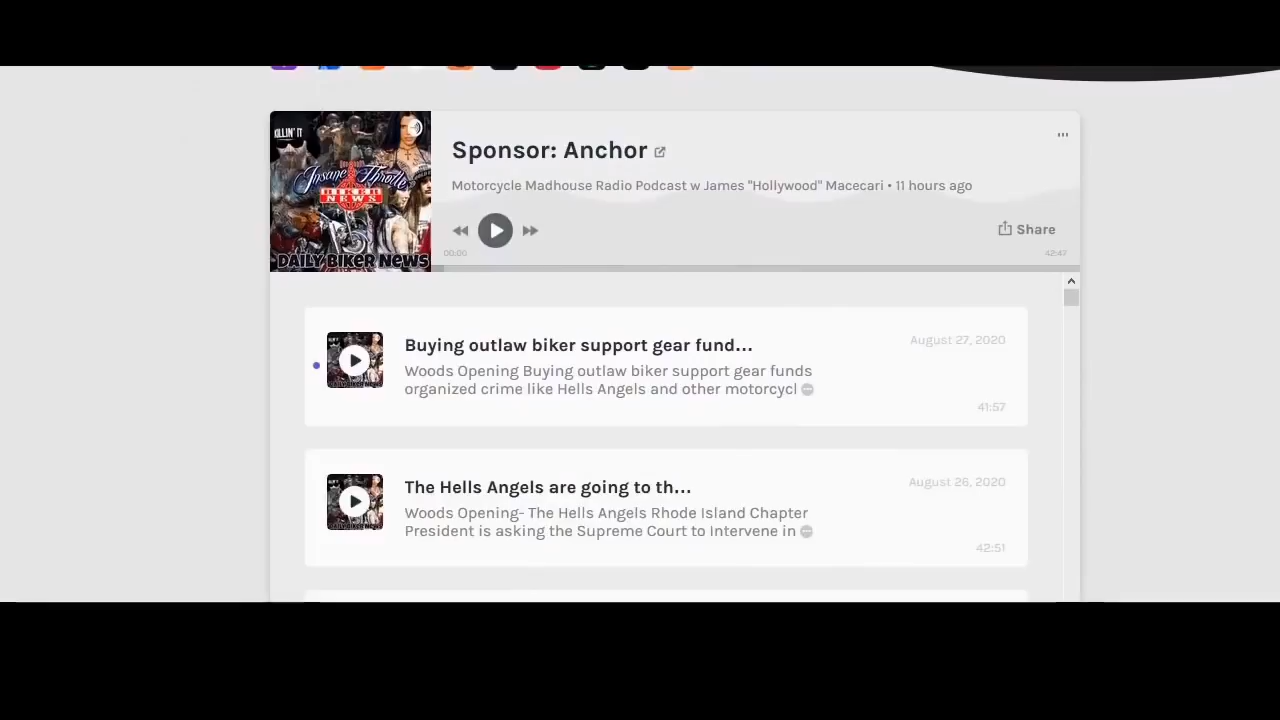 KILLIN' IT
Insane Throttle
BIKER
NEWS
DAILY BIKER NEWS
Sponsor: Anchor
Motorcycle Madhouse Radio Podcast w James "Hollywood" Macecari • 11 hours ago
Share
00:00
42:47
Buying outlaw biker support gear fund...
August 27, 2020
Woods Opening Buying outlaw biker support gear funds
organized crime like Hells Angels and other motorcycl
41:57
The Hells Angels are going to th...
August 26, 2020
Woods Opening- The Hells Angels Rhode Island Chapter
President is asking the Supreme Court to Intervene in
42:51